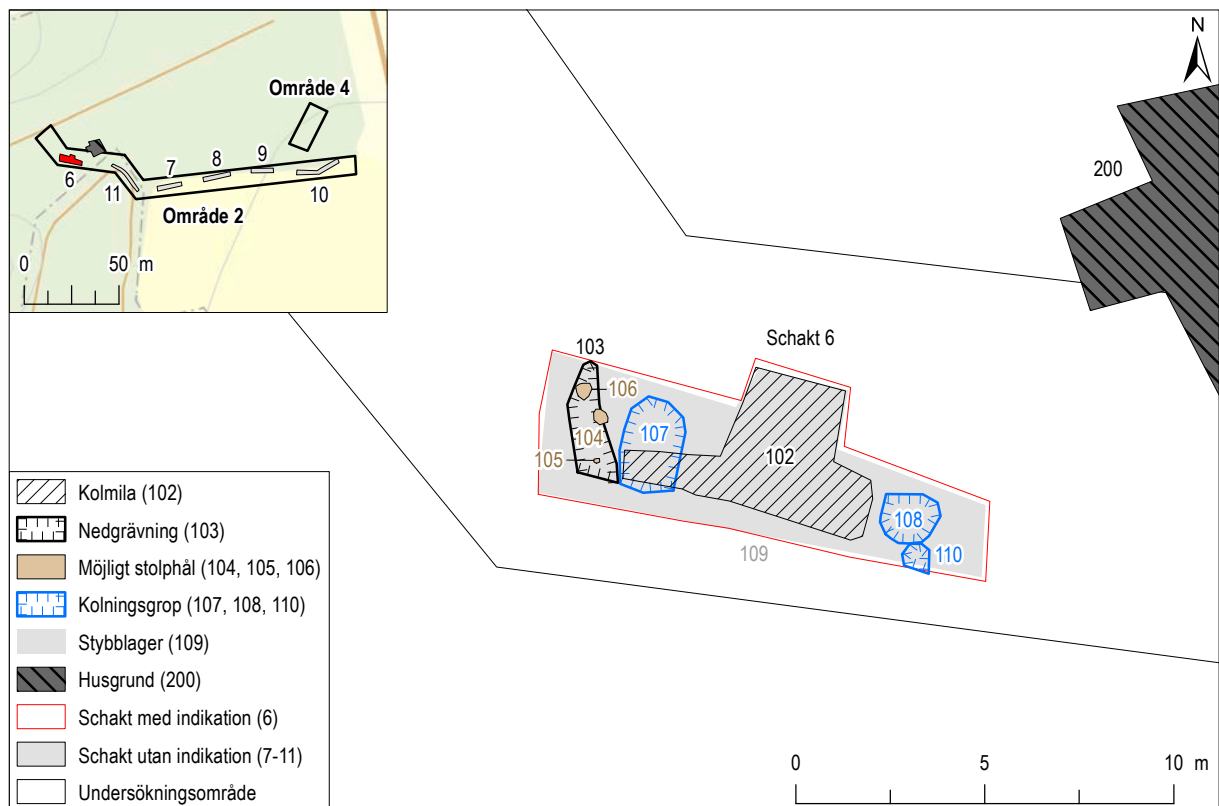 N
Område 4
6
11
7
8
9
10
Område 2
0 50 m
200
Schakt 6
103
106
104
105
107
102
108
110
109
Kolmila (102)
Nedgrävning (103)
Möjligt stolphål (104, 105, 106)
Kolningsgrop (107, 108, 110)
Stybblager (109)
Husgrund (200)
Schakt med indikation (6)
Schakt utan indikation (7-11)
Undersökningsområde
0 5 10 m